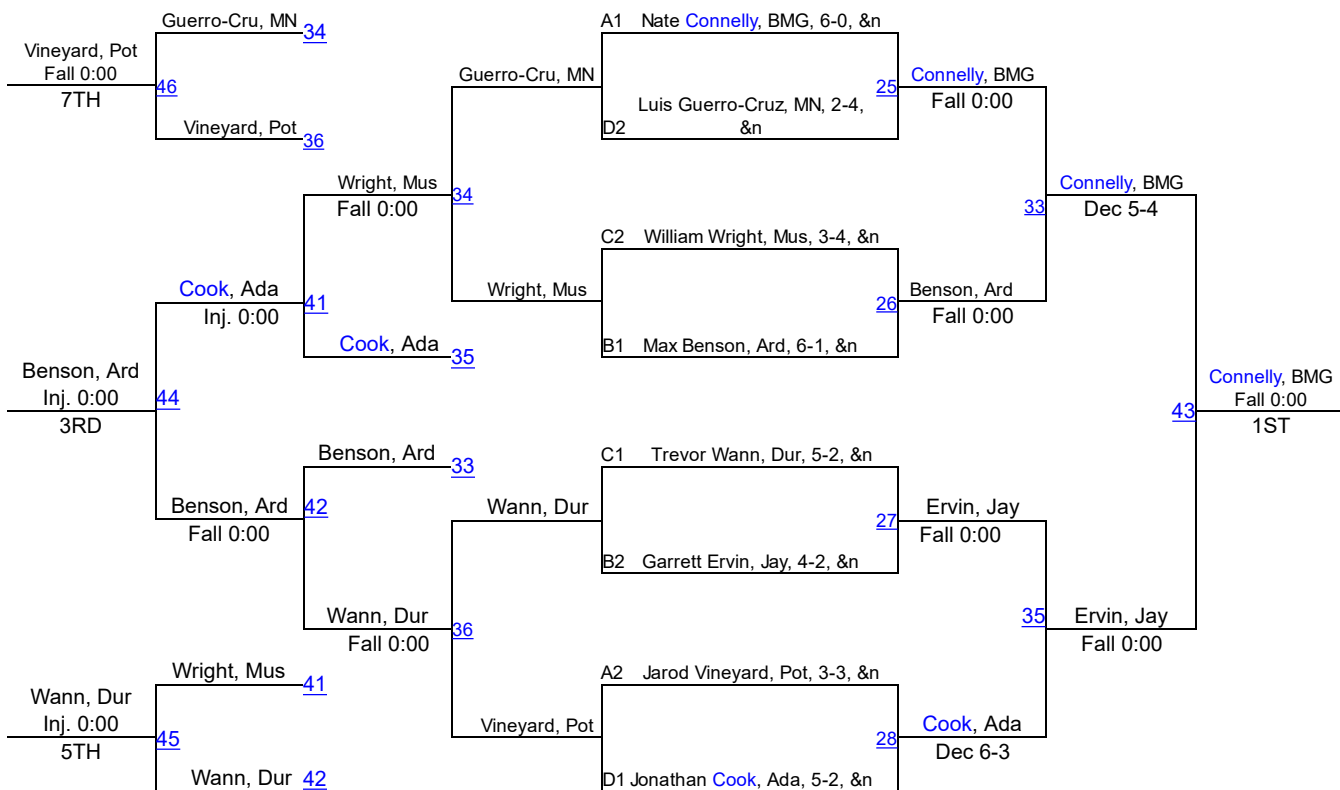 Guerro-Cru, MN 34
Vineyard, Pot
Fall 0:00
7TH
46
Vineyard, Pot 36
A1 Nate Connelly, BMG, 6-0, &n
Guerro-Cru, MN
25
Connelly, BMG
Fall 0:00
Luis Guerro-Cruz, MN, 2-4,
D2 &n
Wright, Mus
Fall 0:00
34
Connelly, BMG
Dec 5-4
33
C2 William Wright, Mus, 3-4, &n
Cook, Ada
Inj. 0:00
41
Wright, Mus
26
Benson, Ard
Fall 0:00
Cook, Ada 35
B1 Max Benson, Ard, 6-1, &n
Benson, Ard
Inj. 0:00
3RD
44
43
Connelly, BMG
Fall 0:00
1ST
Benson, Ard 33
C1 Trevor Wann, Dur, 5-2, &n
Benson, Ard
Fall 0:00
42
Wann, Dur
27
Ervin, Jay
Fall 0:00
B2 Garrett Ervin, Jay, 4-2, &n
Wann, Dur
Fall 0:00
36
35
Ervin, Jay
Fall 0:00
Wright, Mus 41
A2 Jarod Vineyard, Pot, 3-3, &n
Wann, Dur
Inj. 0:00
5TH
45
Vineyard, Pot
28
Cook, Ada
Dec 6-3
Wann, Dur 42
D1 Jonathan Cook, Ada, 5-2, &n